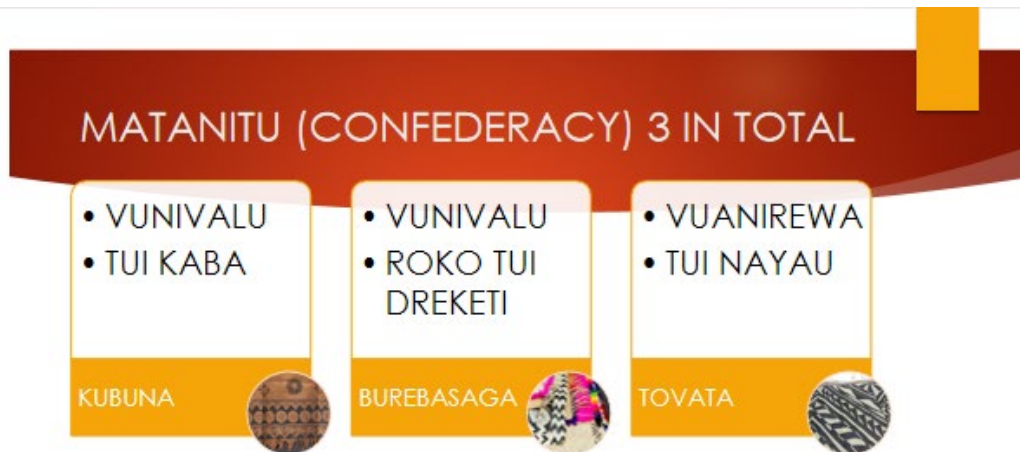 MATANITU (CONFEDERACY) 3 IN TOTAL
• VUNIVALU
• TUI KABA
KUBUNA
• VUNIVALU
• ROKO TUI
DREKETI
BUREBASAGA
• VUANIREWA
• TUI NAYAU
TOVATA